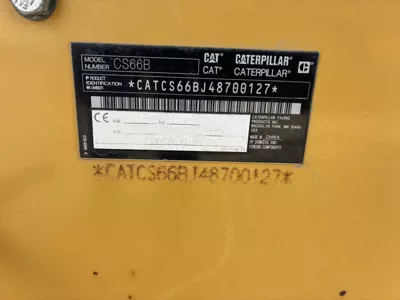 MODEL NUMBER CS66B
CAT CATERPILLAR
CAT® CATERPILLAR®
PRODUCT IDENTIFICATION NUMBER *CATCS66BJ48700127*
CE
CATERPILLAR PAVING
PRODUCTS INC.
BROOKLYN PARK, MN 55445
USA
MADE IN CHINA
OF DOMESTIC AND
FOREIGN COMPONENTS
*CATCS66BJ48700127*